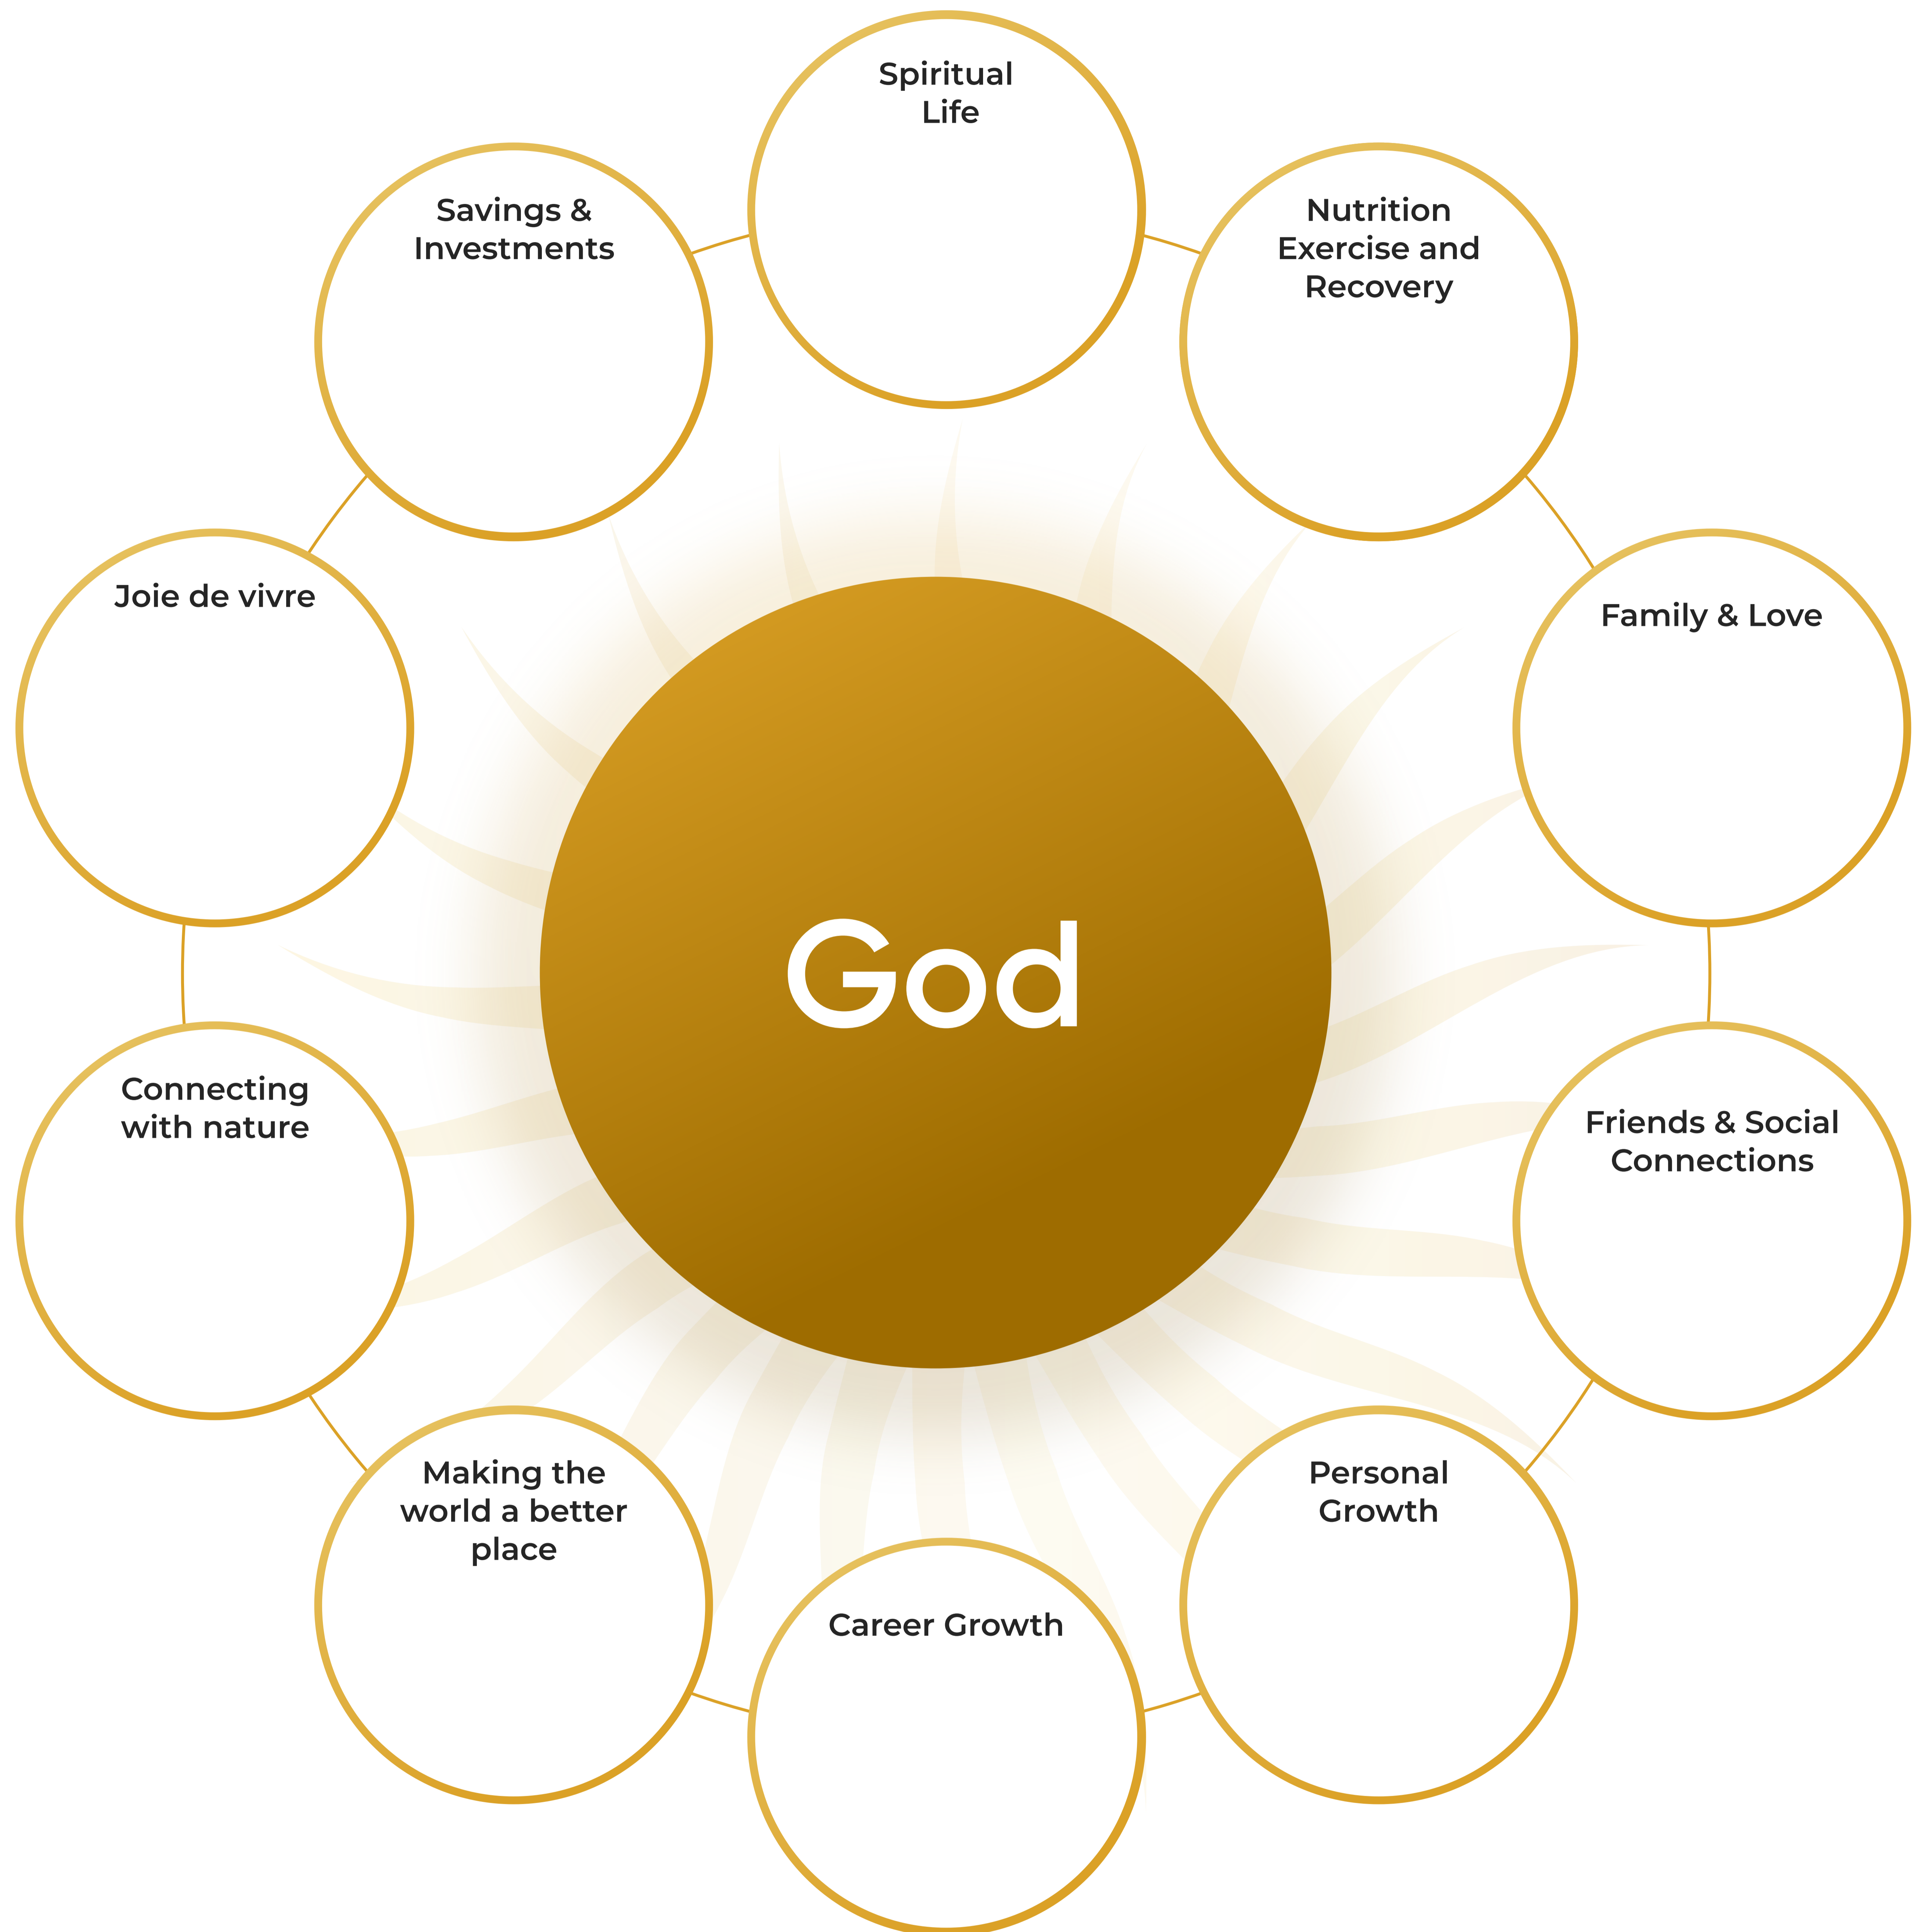 Spiritual
Life
Savings &
Investments
Nutrition
Exercise and
Recovery
Joie de vivre
Family & Love
God
Connecting
with nature
Friends & Social
Connections
Making the
world a better
place
Personal
Growth
Career Growth